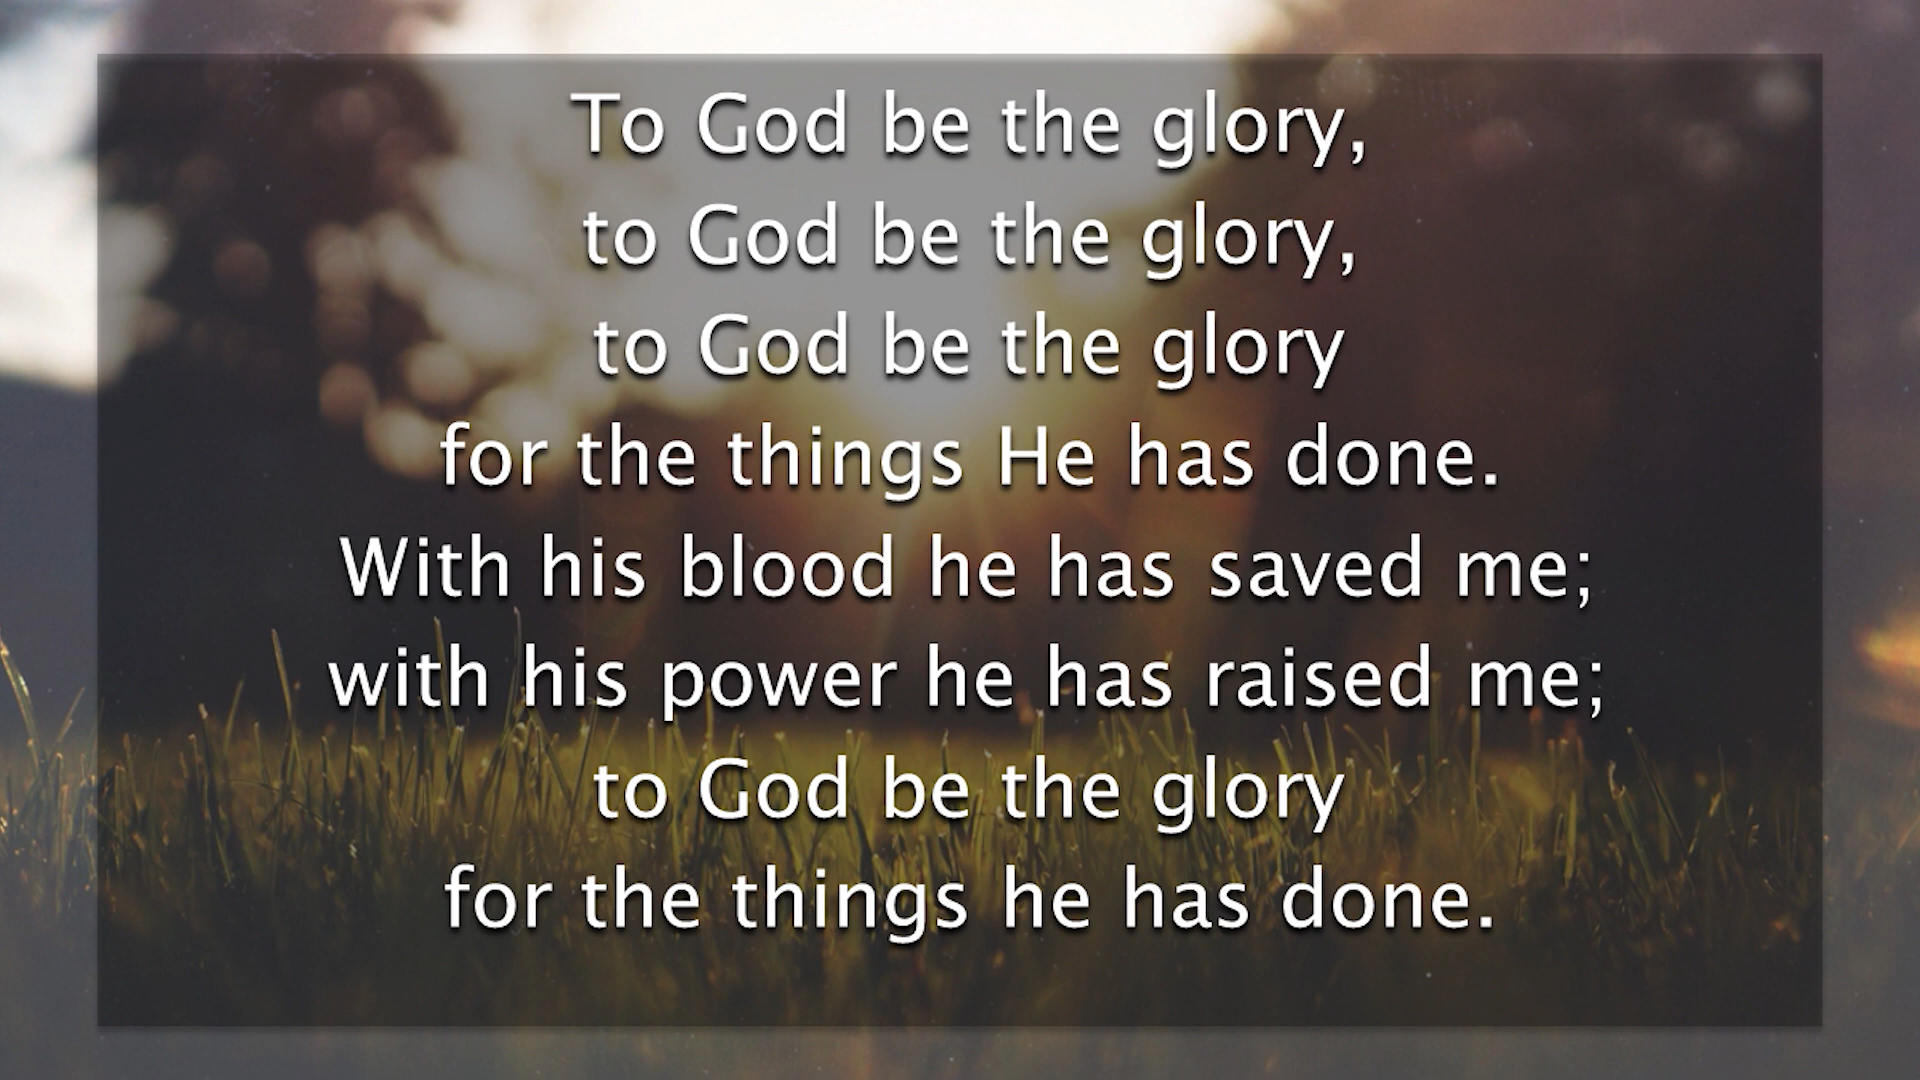 To God be the glory,
to God be the glory,
to God be the glory
for the things He has done.
With his blood he has saved me;
with his power he has raised me;
to God be the glory
for the things he has done.